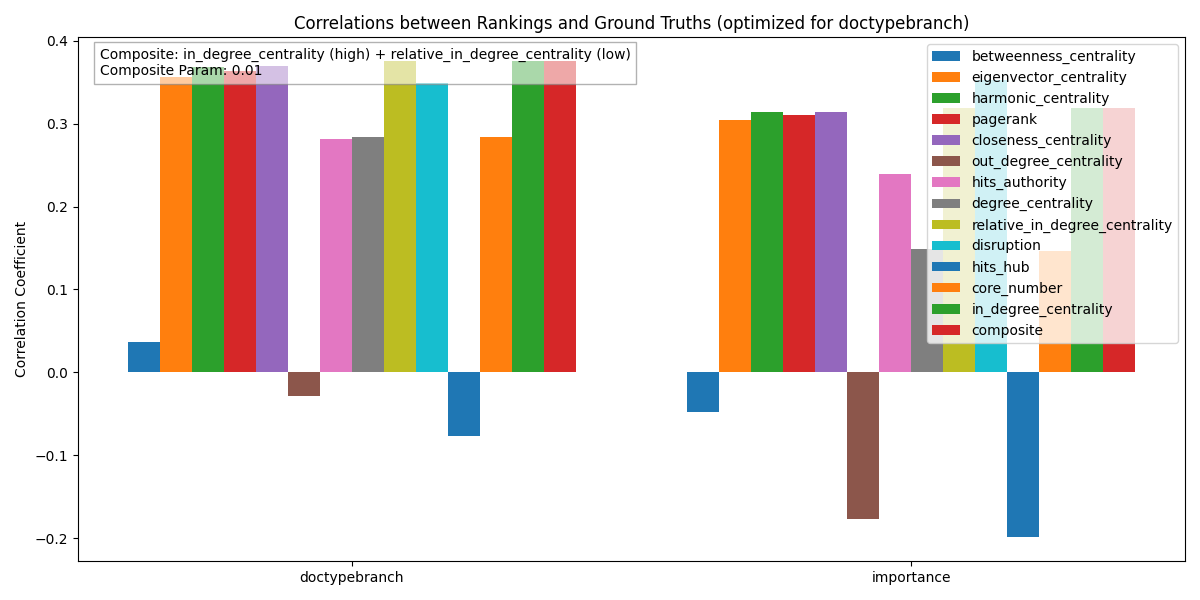 Correlations between Rankings and Ground Truths (optimized for doctypebranch)
Composite: in_degree_centrality (high) + relative_in_degree_centrality (low)
Composite Param: 0.01
betweenness_centrality
eigenvector_centrality
harmonic_centrality
pagerank
closeness_centrality
out_degree_centrality
hits_authority
degree_centrality
relative_in_degree_centrality
disruption
hits_hub
core_number
in_degree_centrality
composite
Correlation Coefficient
0.4
0.3
0.2
0.1
0.0
−0.1
−0.2
doctypebranch
importance